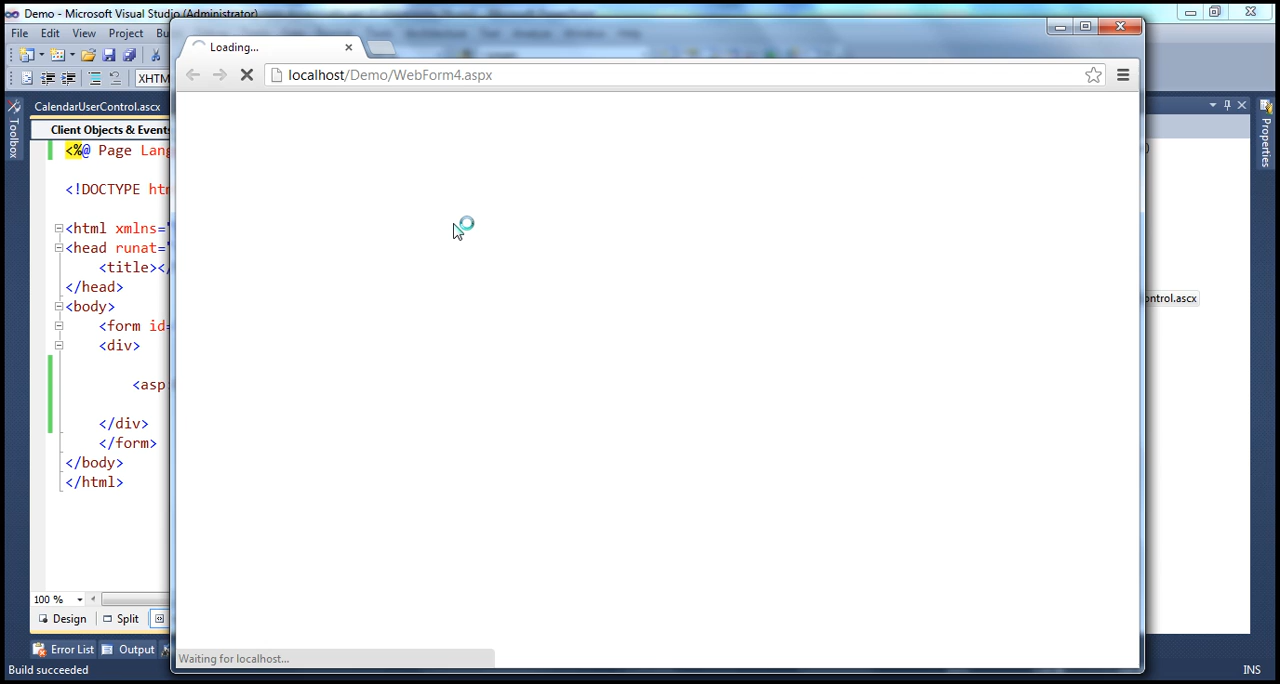 Demo - Microsoft Visual Studio (Administrator)
File Edit View Project
Loading...
localhost/Demo/WebForm4.aspx
XHTM
CalendarUserControl.ascx
Toolbox
Properties
Client Objects & Events
<%@ Page Lang
<!DOCTYPE htm
<html xmlns=
<head runat=
<title></
</head>
<body>
<form id=
<div>
<asp:
</div>
</form>
</body>
</html>
ontrol.ascx
100 %
Design Split
Waiting for localhost...
Error List Output
Build succeeded
INS